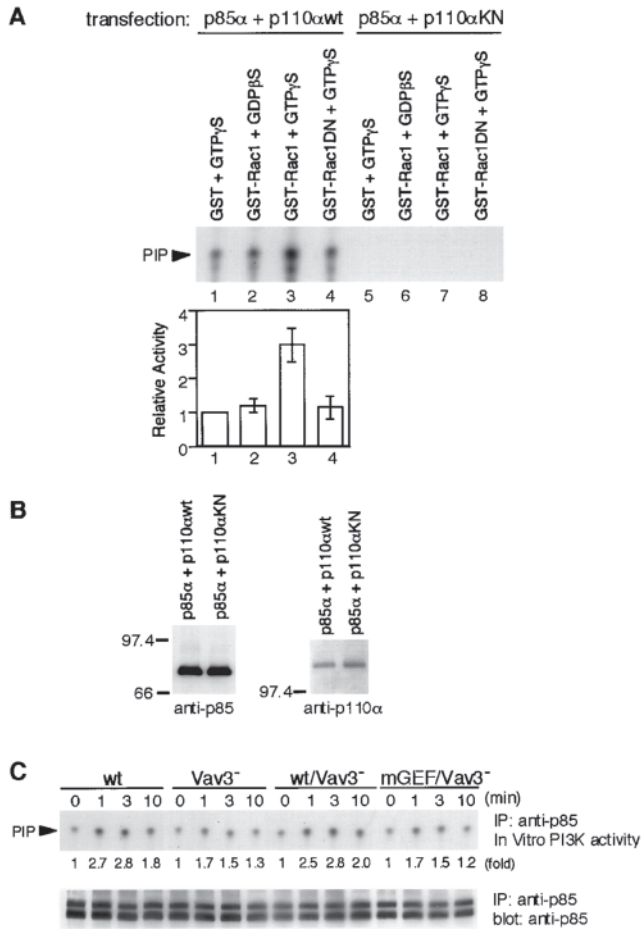 A
transfection: p85α + p110αwt p85α + p110αKN
GST + GTPγS
GST-Rac1 + GDPβS
GST-Rac1 + GTPγS
GST-Rac1DN + GTPγS
GST + GTPγS
GST-Rac1 + GDPβS
GST-Rac1 + GTPγS
GST-Rac1DN + GTPγS
PIP
1 2 3 4 5 6 7 8
Relative Activity
4
3
2
1
0
1 2 3 4
B
p85α + p110αwt
p85α + p110αKN
p85α + p110αwt
p85α + p110αKN
97.4
66
anti-p85
97.4
anti-p110α
C
wt Vav3⁻ wt/Vav3⁻ mGEF/Vav3⁻
0 1 3 10 0 1 3 10 0 1 3 10 0 1 3 10 (min)
PIP
IP: anti-p85
In Vitro PI3K activity
1 2.7 2.8 1.8 1 1.7 1.5 1.3 1 2.5 2.8 2.0 1 1.7 1.5 1.2 (fold)
IP: anti-p85
blot: anti-p85